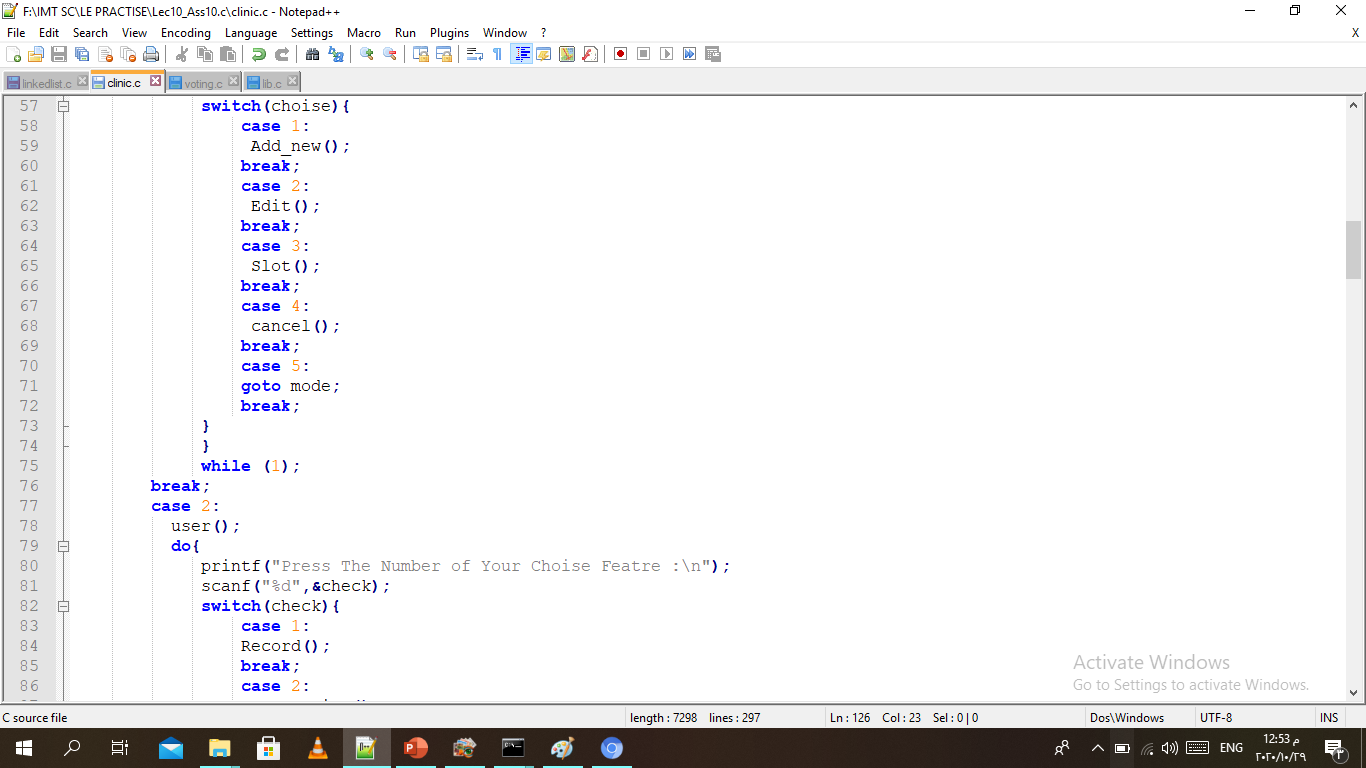 F:\IMT SC\LE PRACTISE\Lec10_Ass10.c\clinic.c - Notepad++
File Edit Search View Encoding Language Settings Macro Run Plugins Window ? X
linkedlist.c clinic.c voting.c lib.c
57 switch(choise){
58 case 1:
59 Add_new();
60 break;
61 case 2:
62 Edit();
63 break;
64 case 3:
65 Slot();
66 break;
67 case 4:
68 cancel();
69 break;
70 case 5:
71 goto mode;
72 break;
73 }
74 }
75 while (1);
76 break;
77 case 2:
78 user();
79 do{
80 printf("Press The Number of Your Choise Featre :\n");
81 scanf("%d",&check);
82 switch(check){
83 case 1:
84 Record();
85 break;
86 case 2:
Activate Windows
Go to Settings to activate Windows.
C source file length : 7298 lines : 297 Ln : 126 Col : 23 Sel : 0 | 0 Dos\Windows UTF-8 INS
ENG 12:53 م
٢٠٢٠/١٠/٢٩
٣